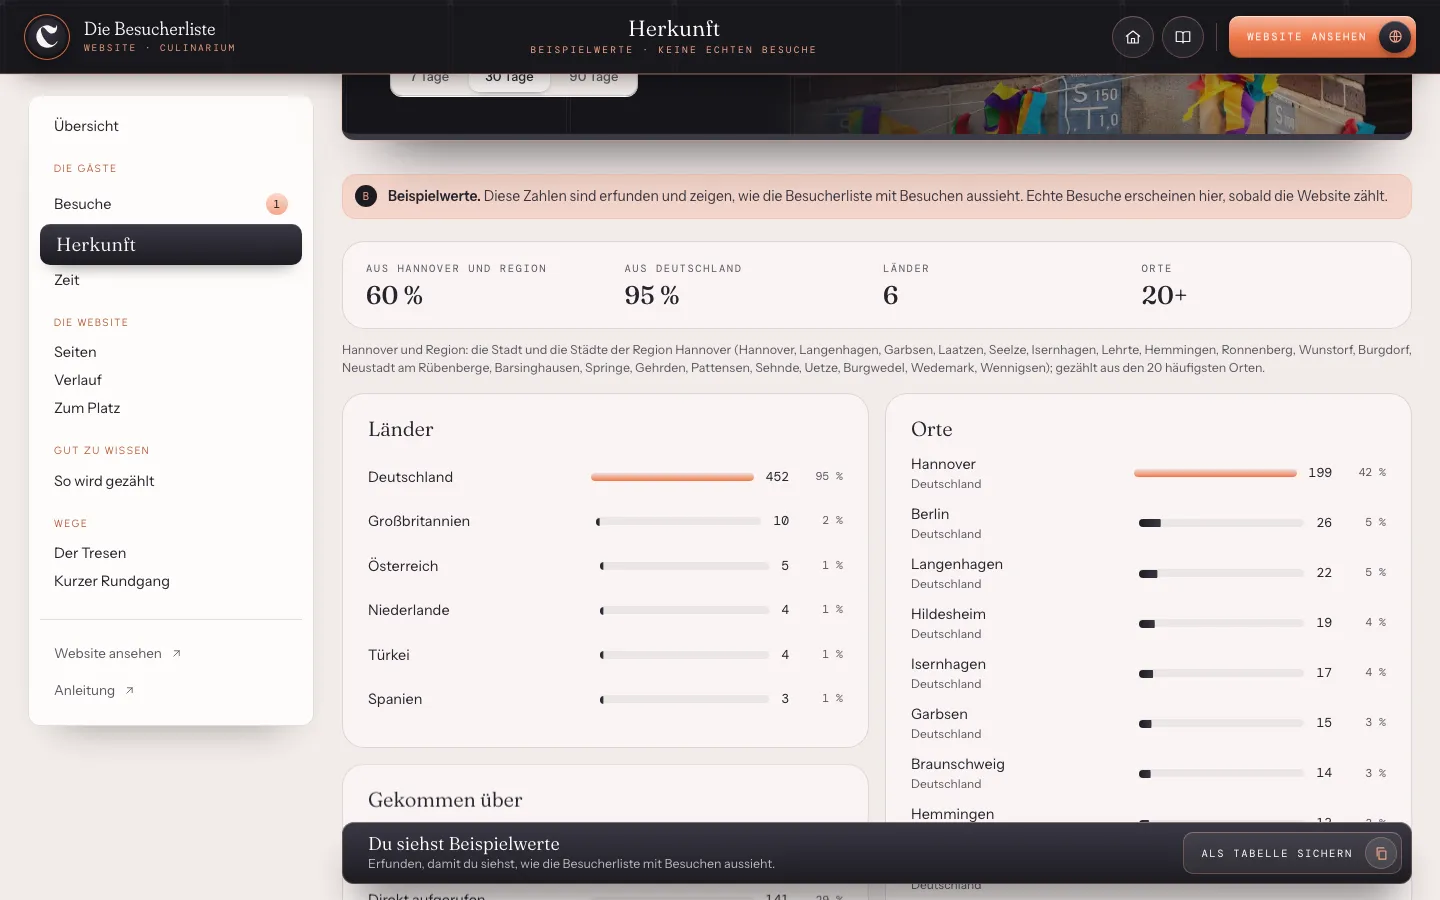 Die Besucherliste
WEBSITE · CULINARIUM
Herkunft
BEISPIELWERTE · KEINE ECHTEN BESUCHE
WEBSITE ANSEHEN
7 Tage
30 Tage
90 Tage
S 150
T 1,0
Übersicht
DIE GÄSTE
Besuche
1
Herkunft
Zeit
DIE WEBSITE
Seiten
Verlauf
Zum Platz
GUT ZU WISSEN
So wird gezählt
WEGE
Der Tresen
Kurzer Rundgang
Website ansehen ↗
Anleitung ↗
B
Beispielwerte. Diese Zahlen sind erfunden und zeigen, wie die Besucherliste mit Besuchen aussieht. Echte Besuche erscheinen hier, sobald die Website zählt.
AUS HANNOVER UND REGION
60 %
AUS DEUTSCHLAND
95 %
LÄNDER
6
ORTE
20+
Hannover und Region: die Stadt und die Städte der Region Hannover (Hannover, Langenhagen, Garbsen, Laatzen, Seelze, Isernhagen, Lehrte, Hemmingen, Ronnenberg, Wunstorf, Burgdorf,
Neustadt am Rübenberge, Barsinghausen, Springe, Gehrden, Pattensen, Sehnde, Uetze, Burgwedel, Wedemark, Wennigsen); gezählt aus den 20 häufigsten Orten.
Länder
Deutschland 452 95 %
Großbritannien 10 2 %
Österreich 5 1 %
Niederlande 4 1 %
Türkei 4 1 %
Spanien 3 1 %
Gekommen über
Direkt aufgerufen 141 29 %
Orte
Hannover 199 42 %
Deutschland
Berlin 26 5 %
Deutschland
Langenhagen 22 5 %
Deutschland
Hildesheim 19 4 %
Deutschland
Isernhagen 17 4 %
Deutschland
Garbsen 15 3 %
Deutschland
Braunschweig 14 3 %
Deutschland
Hemmingen
Deutschland
Du siehst Beispielwerte
Erfunden, damit du siehst, wie die Besucherliste mit Besuchen aussieht.
ALS TABELLE SICHERN